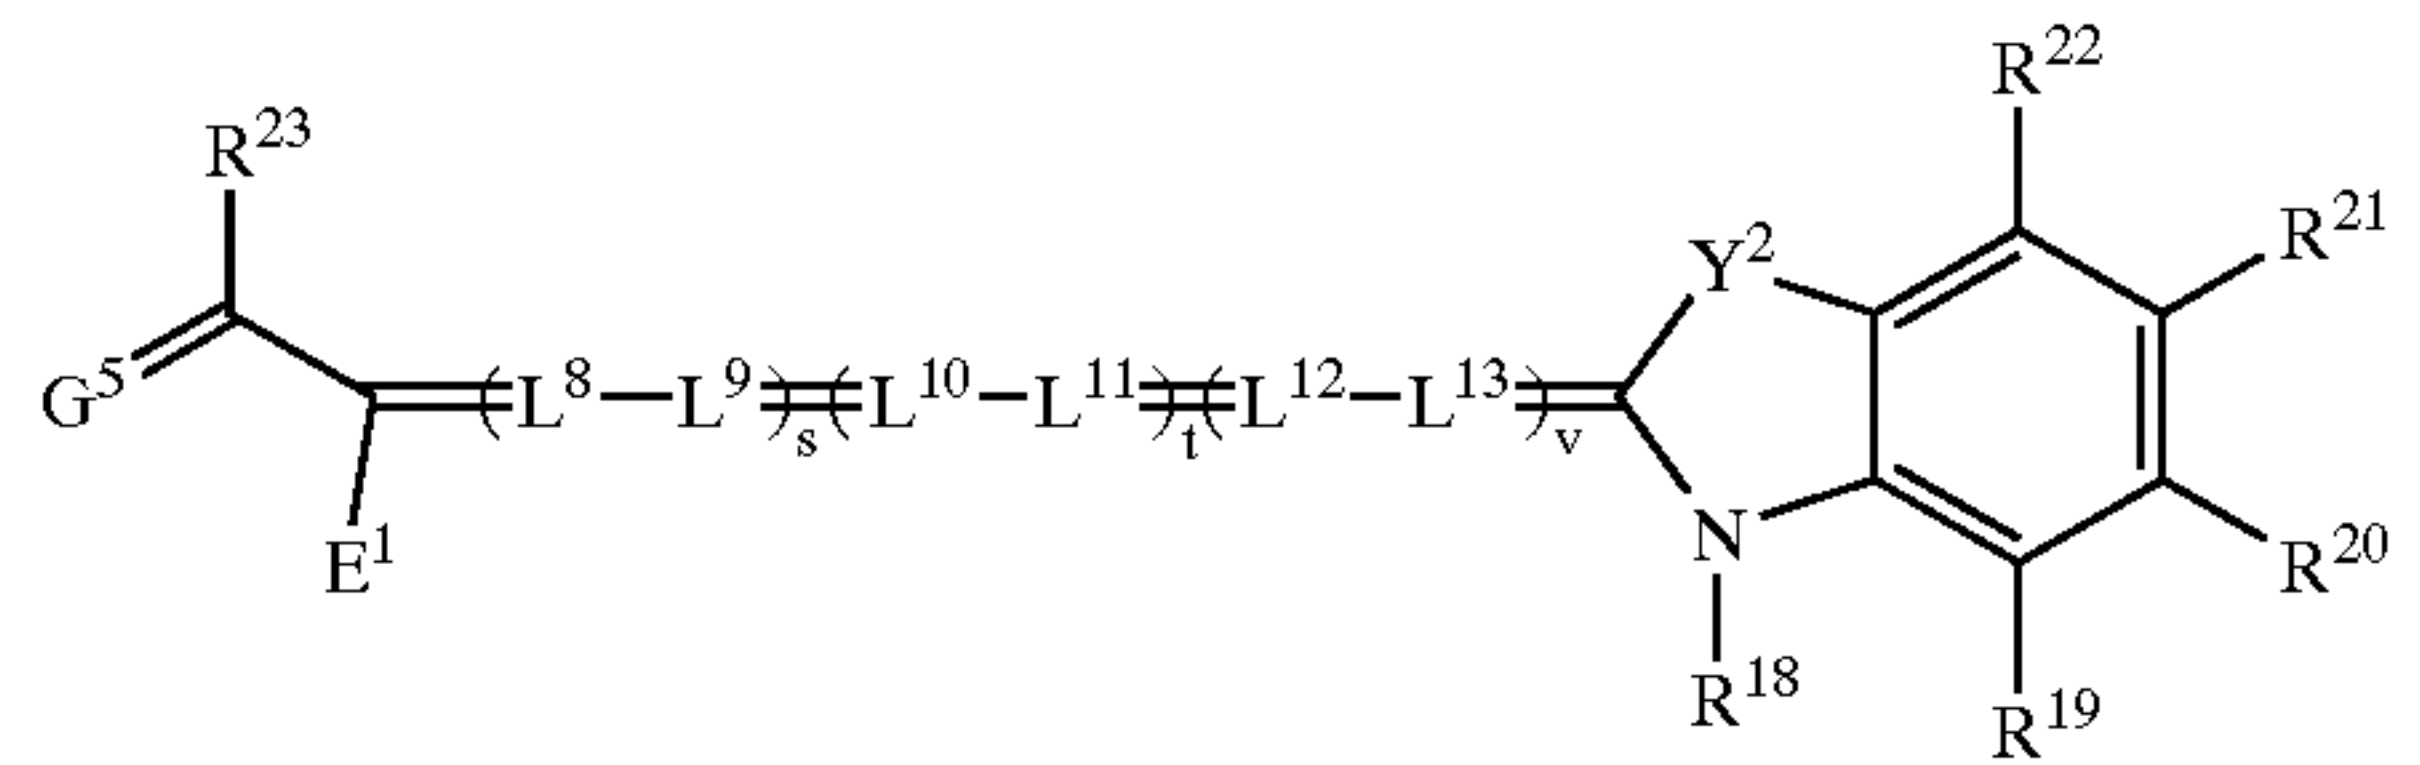 R22
R23
R21
Y2
G5 (L8 L9)s (L10 L11)t (L12 L13)v
E1
N
R20
R18
R19